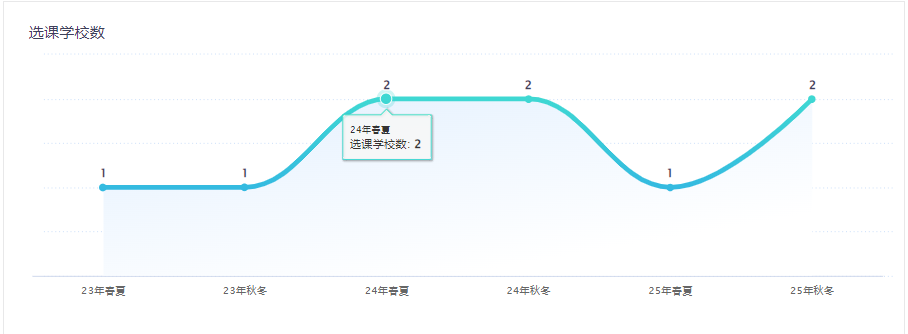 选课学校数
2 2 2
24年春夏
选课学校数: 2
1 1 1
23年春夏 23年秋冬 24年春夏 24年秋冬 25年春夏 25年秋冬